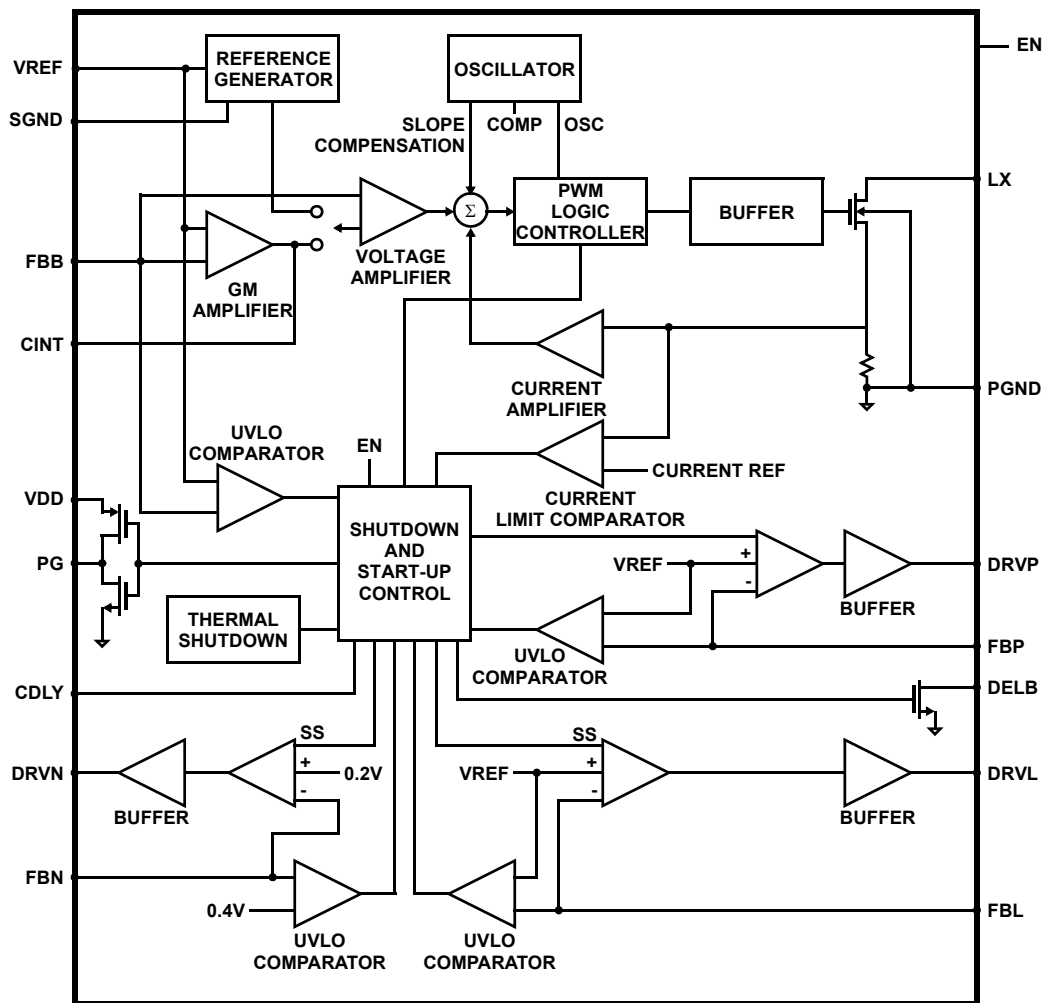 EN
VREF
REFERENCE
GENERATOR
OSCILLATOR
SGND
SLOPE
COMPENSATION
COMP
OSC
LX
PWM
LOGIC
CONTROLLER
BUFFER
Σ
FBB
VOLTAGE
AMPLIFIER
GM
AMPLIFIER
CINT
CURRENT
AMPLIFIER
PGND
UVLO
COMPARATOR
EN
CURRENT REF
VDD
CURRENT
LIMIT COMPARATOR
SHUTDOWN
AND
START-UP
CONTROL
PG
VREF
+
-
DRVP
BUFFER
THERMAL
SHUTDOWN
UVLO
COMPARATOR
FBP
CDLY
DELB
SS
+
-
0.2V
DRVN
BUFFER
SS
VREF
+
-
DRVL
BUFFER
FBN
0.4V
UVLO
COMPARATOR
UVLO
COMPARATOR
FBL